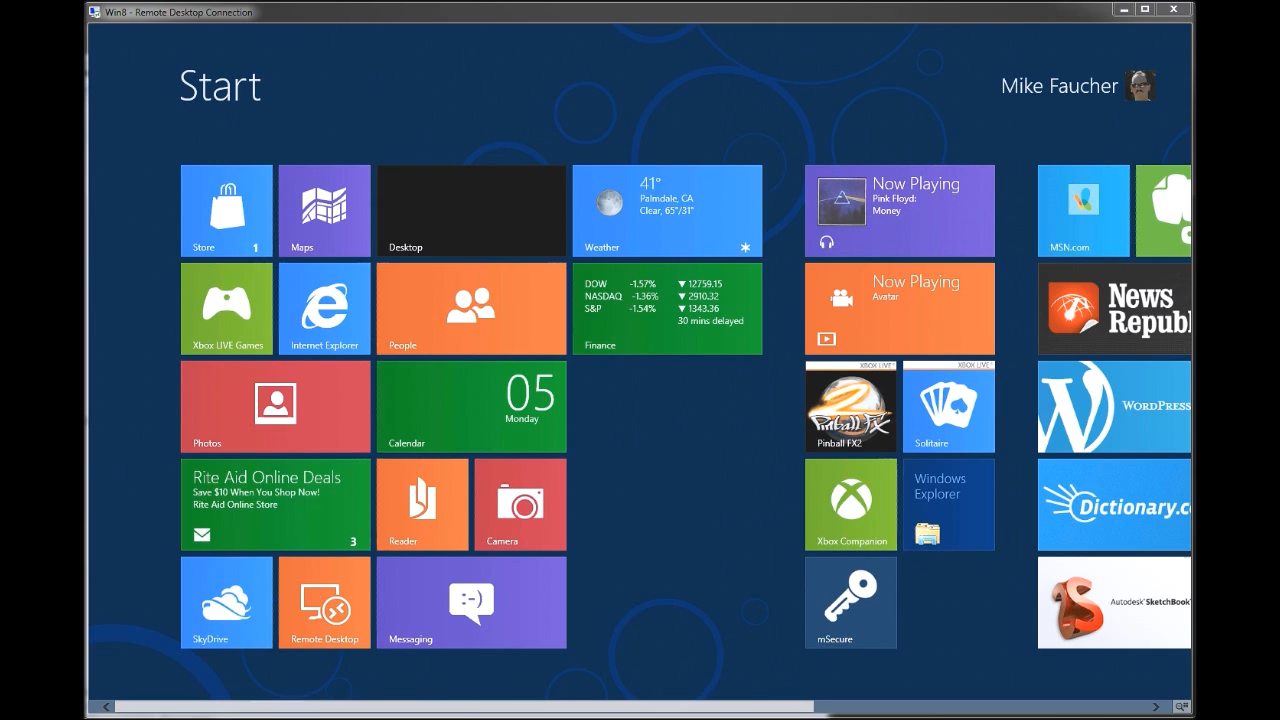 Win8 - Remote Desktop Connection
Start
Mike Faucher
Store 1
Maps
Desktop
41°
Palmdale, CA
Clear, 65°/31°
Weather
Xbox LIVE Games
Internet Explorer
People
DOW -1.57% ▼ 12759.15
NASDAQ -1.36% ▼ 2910.32
S&P -1.54% ▼ 1343.36
30 mins delayed
Finance
Photos
05
Monday
Calendar
Rite Aid Online Deals
Save $10 When You Shop Now!
Rite Aid Online Store
3
Reader
Camera
SkyDrive
Remote Desktop
:-)
Messaging
Now Playing
Pink Floyd:
Money
Now Playing
Avatar
XBOX LIVE
2
Pinball FX
Pinball FX2
XBOX LIVE
Solitaire
Xbox Companion
Windows
Explorer
mSecure
MSN.com
News
Republ
W WORDPRESS
Dictionary.c
Autodesk® SketchBook®